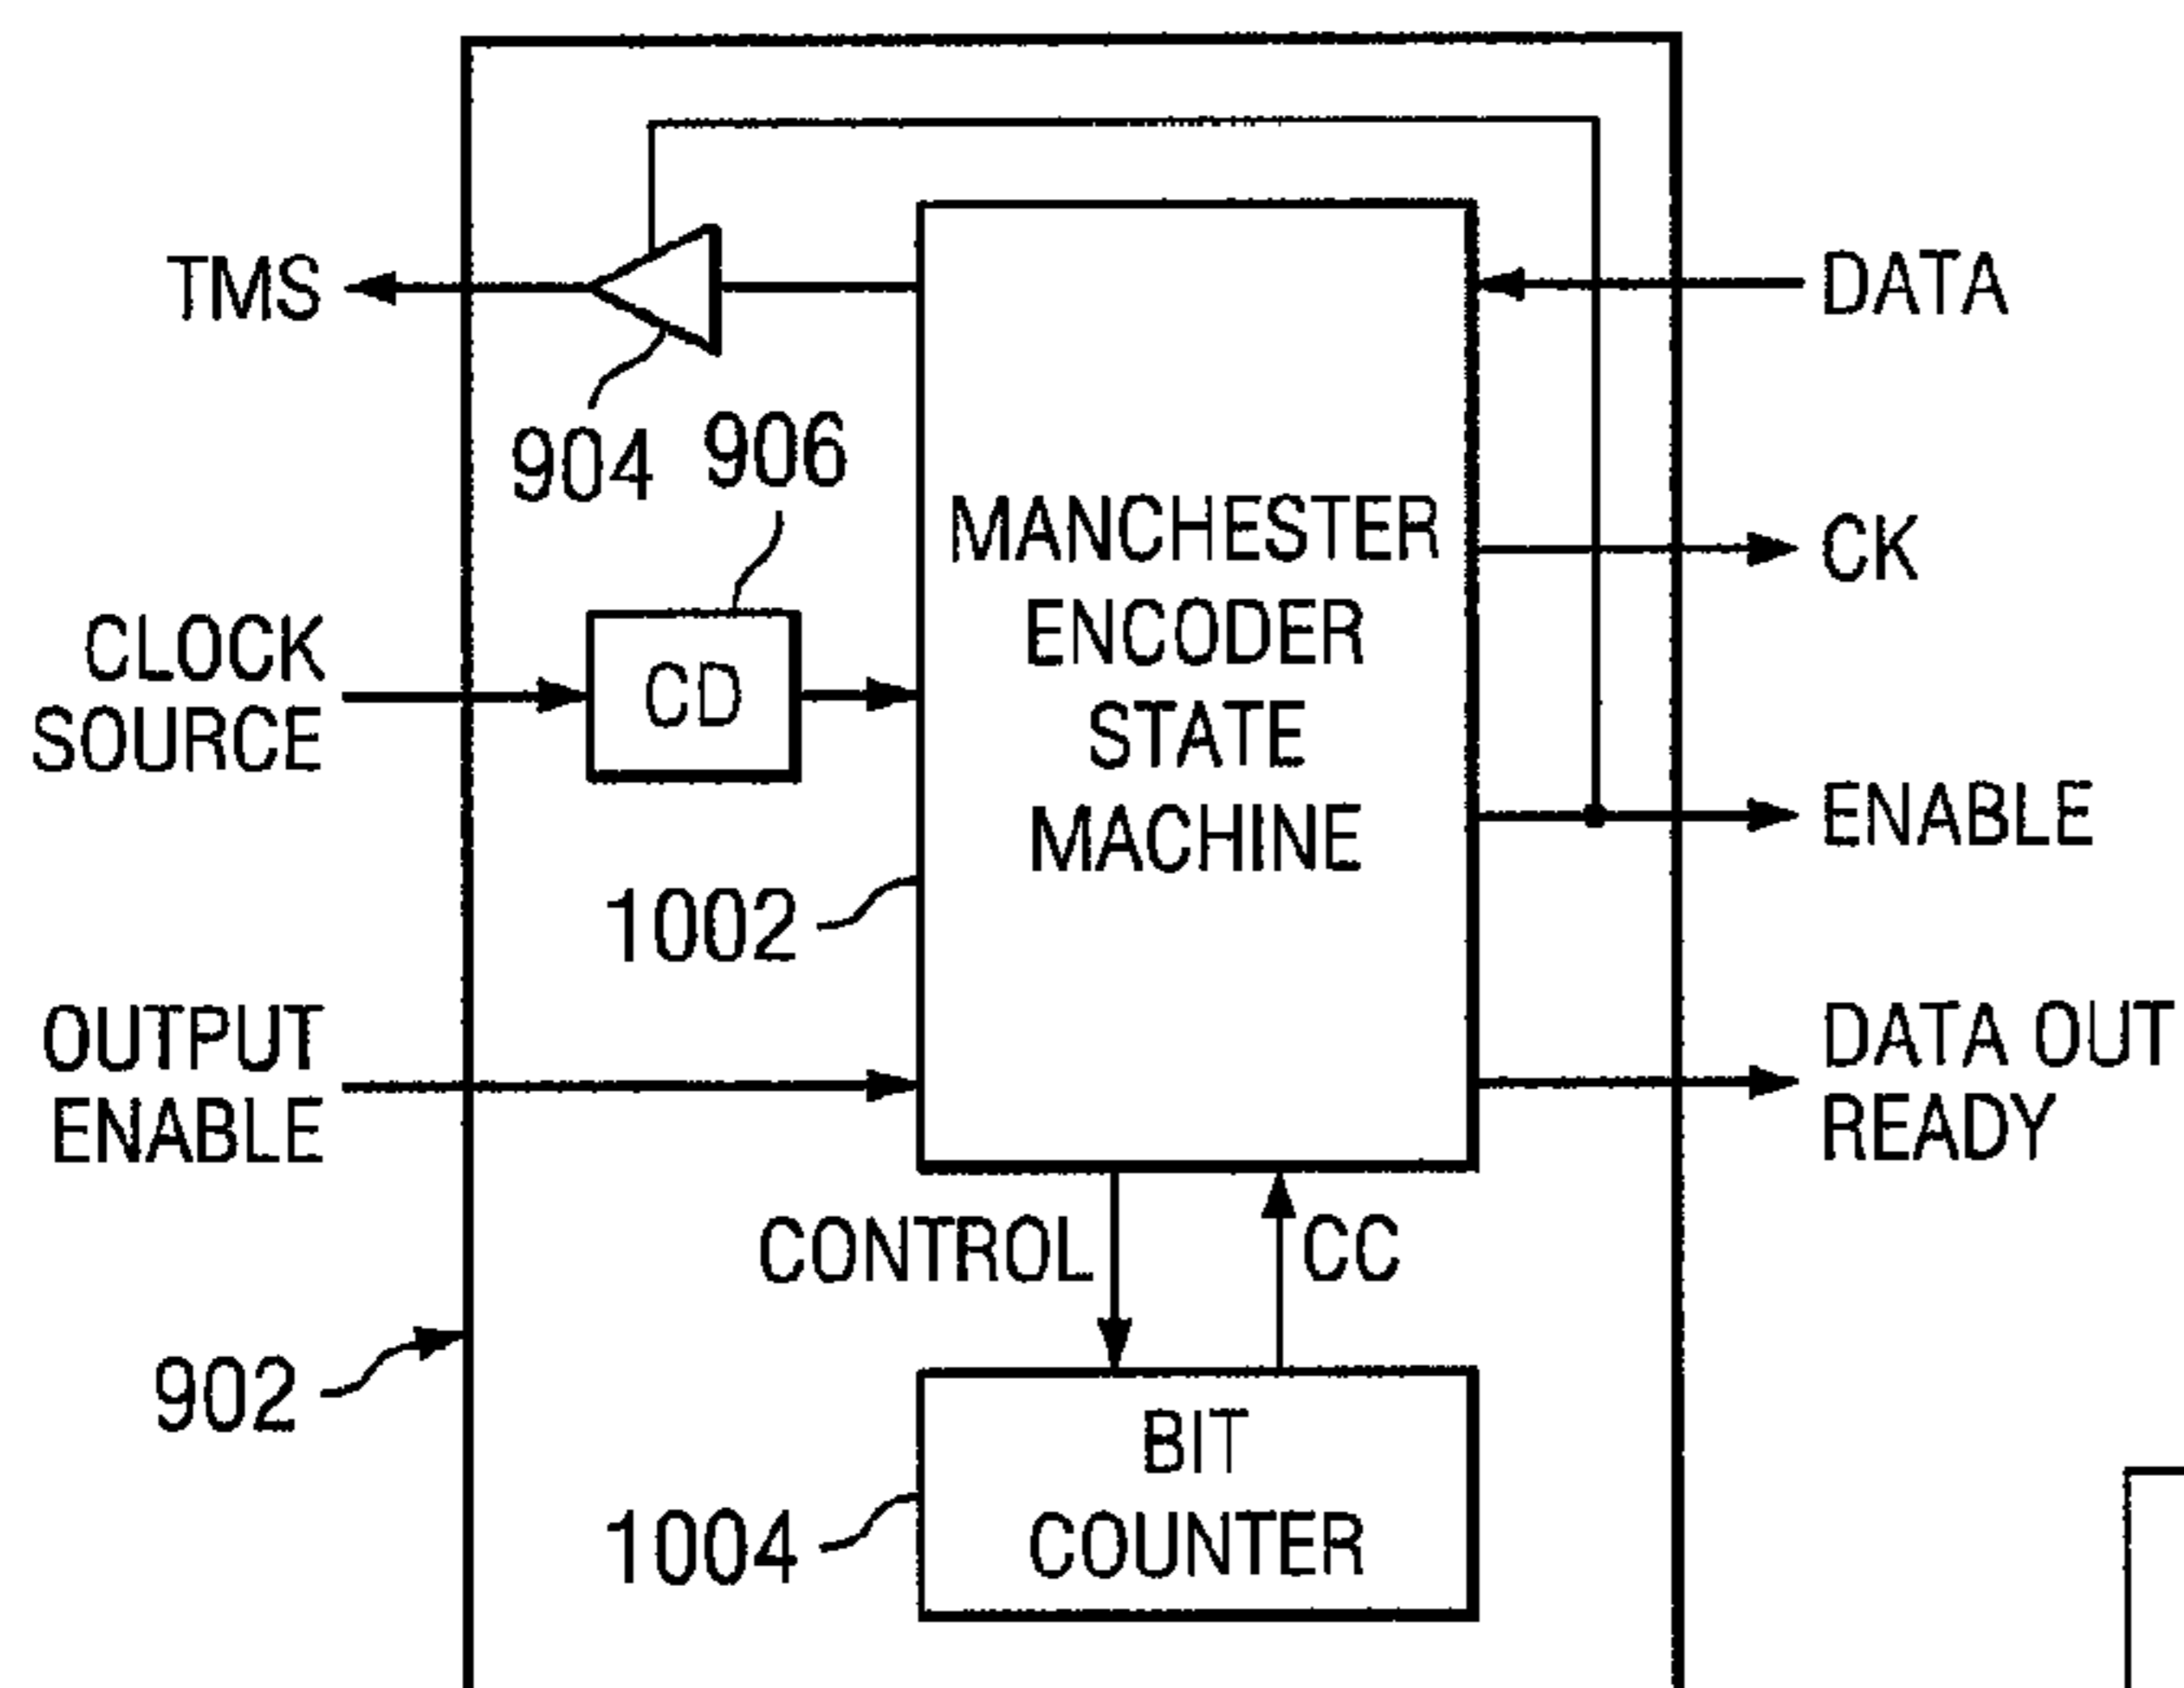 TMS
904
906
CLOCK
SOURCE
CD
1002
OUTPUT
ENABLE
902
MANCHESTER
ENCODER
STATE
MACHINE
DATA
CK
ENABLE
DATA OUT
READY
CONTROL
CC
BIT
COUNTER
1004